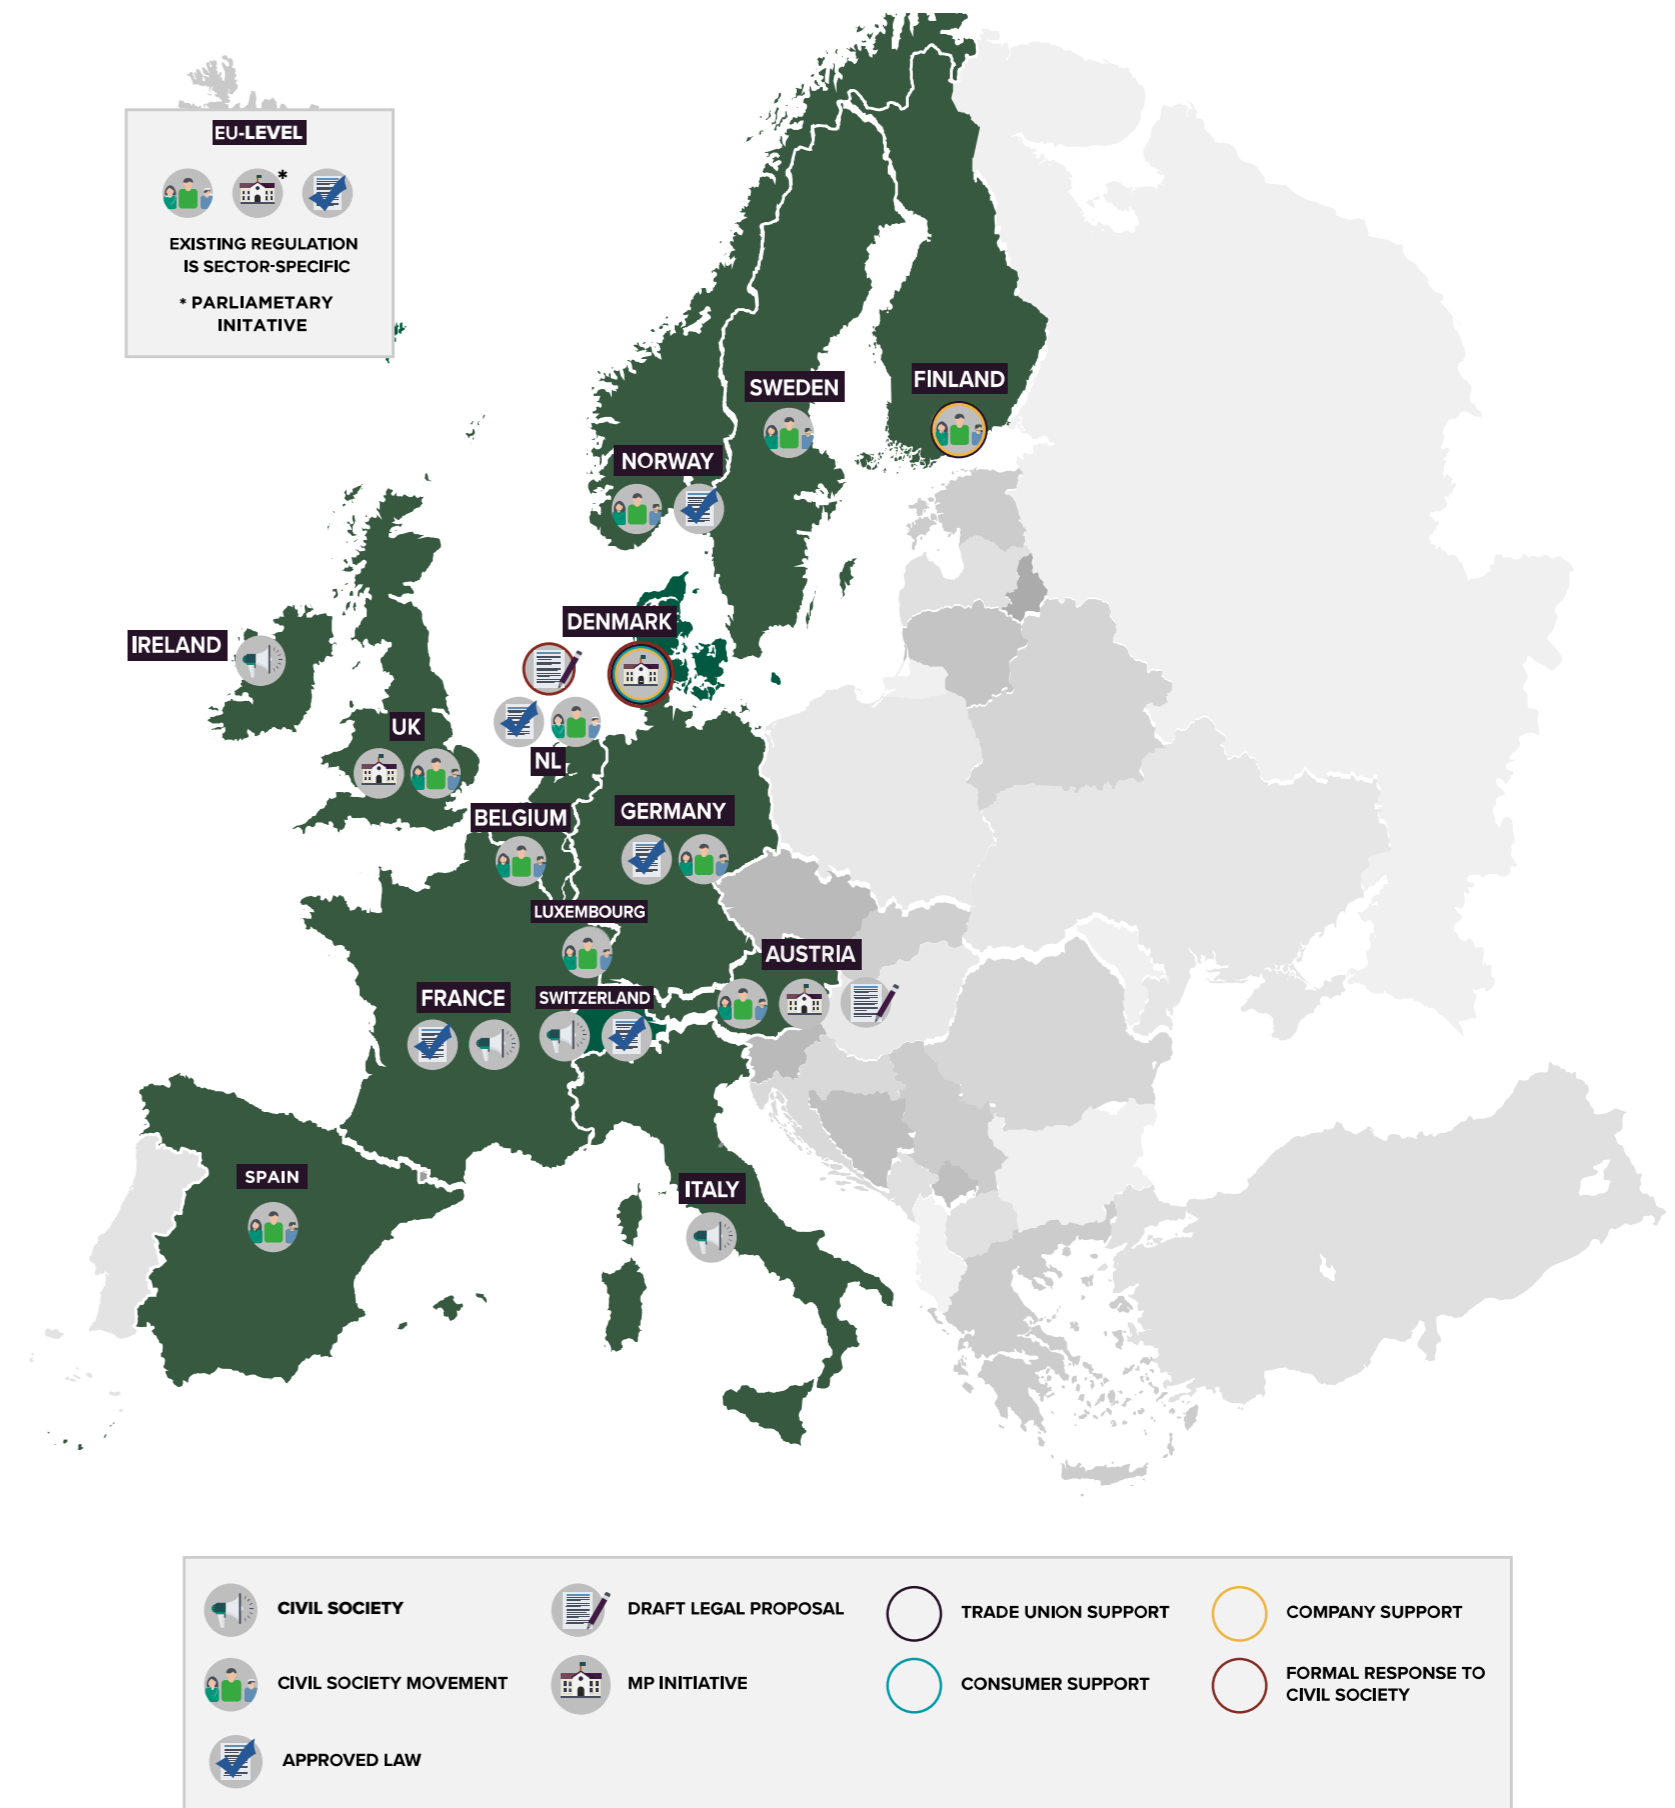 EU-LEVEL
*
EXISTING REGULATION
IS SECTOR-SPECIFIC
* PARLIAMETARY
INITATIVE
SWEDEN
FINLAND
NORWAY
DENMARK
IRELAND
UK
NL
BELGIUM
GERMANY
LUXEMBOURG
AUSTRIA
FRANCE
SWITZERLAND
SPAIN
ITALY
CIVIL SOCIETY
DRAFT LEGAL PROPOSAL
TRADE UNION SUPPORT
COMPANY SUPPORT
CIVIL SOCIETY MOVEMENT
MP INITIATIVE
CONSUMER SUPPORT
FORMAL RESPONSE TO
CIVIL SOCIETY
APPROVED LAW